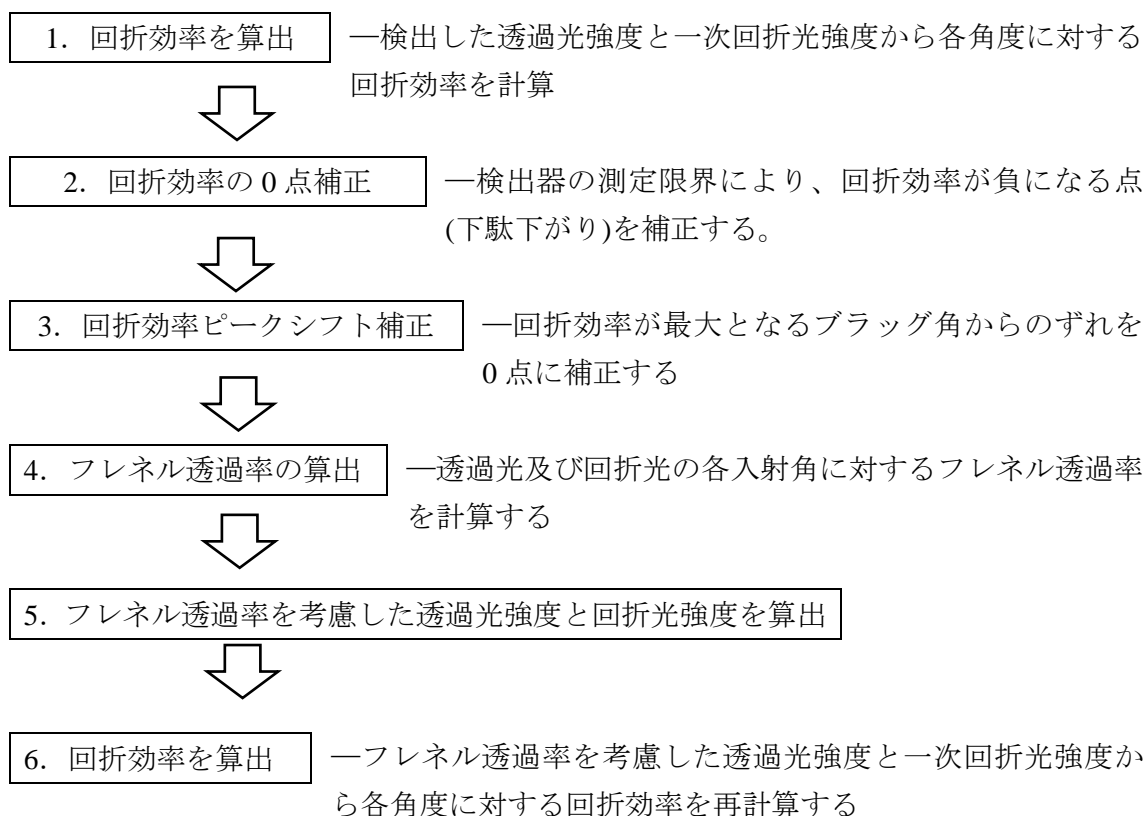 1. 回折効率を算出 ―検出した透過光強度と一次回折光強度から各角度に対する
回折効率を計算
2. 回折効率の0点補正 ―検出器の測定限界により、回折効率が負になる点
(下駄下がり)を補正する。
3. 回折効率ピークシフト補正 ―回折効率が最大となるブラッグ角からのずれを
0点に補正する
4. フレネル透過率の算出 ―透過光及び回折光の各入射角に対するフレネル透過率
を計算する
5. フレネル透過率を考慮した透過光強度と回折光強度を算出
6. 回折効率を算出 ―フレネル透過率を考慮した透過光強度と一次回折光強度か
ら各角度に対する回折効率を再計算する